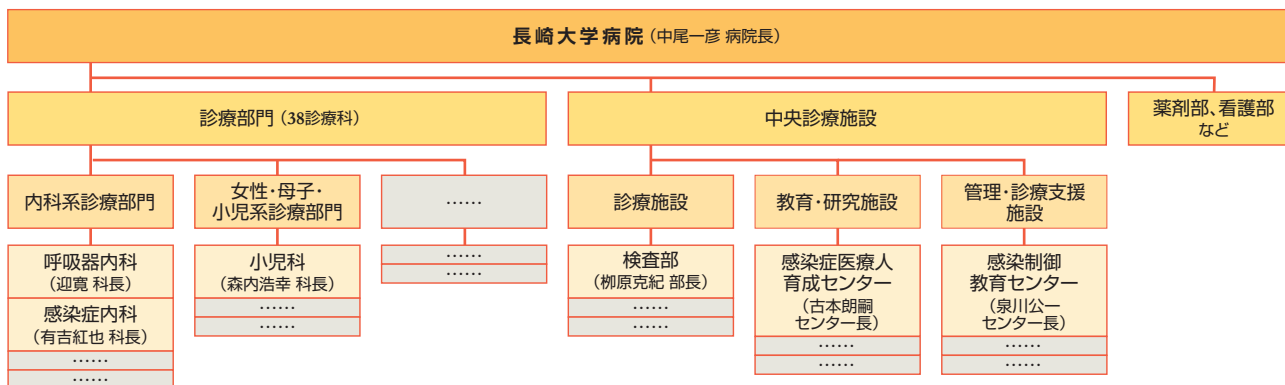 長崎大学病院（中尾一彦 病院長）
診療部門（38診療科）
中央診療施設
薬剤部、看護部
など
内科系診療部門
女性・母子・
小児系診療部門
……
診療施設
教育・研究施設
管理・診療支援
施設
呼吸器内科
（迎寛 科長）
感染症内科
（有吉紅也 科長）
……
……
小児科
（森内浩幸 科長）
……
……
……
……
検査部
（栁原克紀 部長）
……
……
感染症医療人
育成センター
（古本朗嗣
センター長）
……
……
感染制御
教育センター
（泉川公一
センター長）
……
……